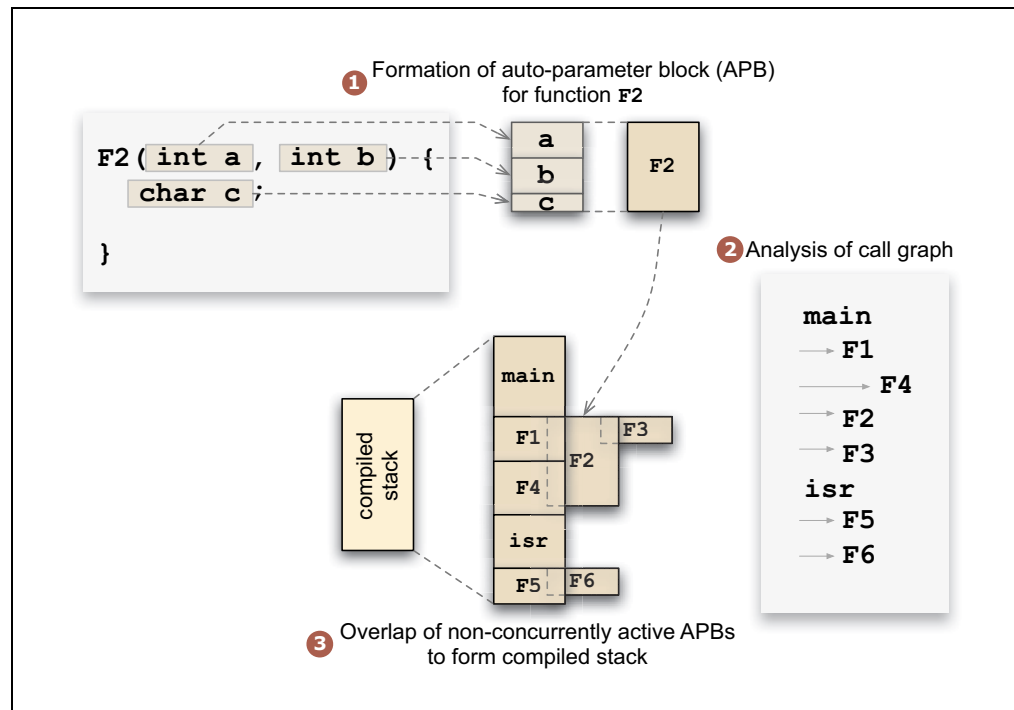 1 Formation of auto-parameter block (APB)
for function F2
F2(int a, int b) {
char c;
}
a
b
c
F2
2 Analysis of call graph
main
F1
F4
F2
F3
isr
F5
F6
compiled
stack
main
F1
F2
F3
F4
isr
F5
F6
3 Overlap of non-concurrently active APBs
to form compiled stack